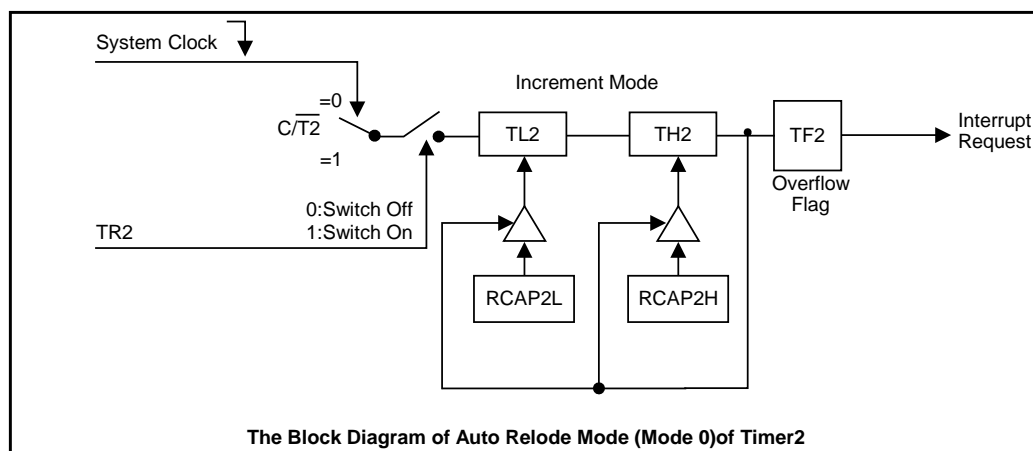 System Clock
Increment Mode
=0
C/T2
=1
TL2
TH2
TF2
Interrupt
Request
Overflow
Flag
0:Switch Off
1:Switch On
TR2
RCAP2L
RCAP2H
The Block Diagram of Auto Relode Mode (Mode 0)of Timer2